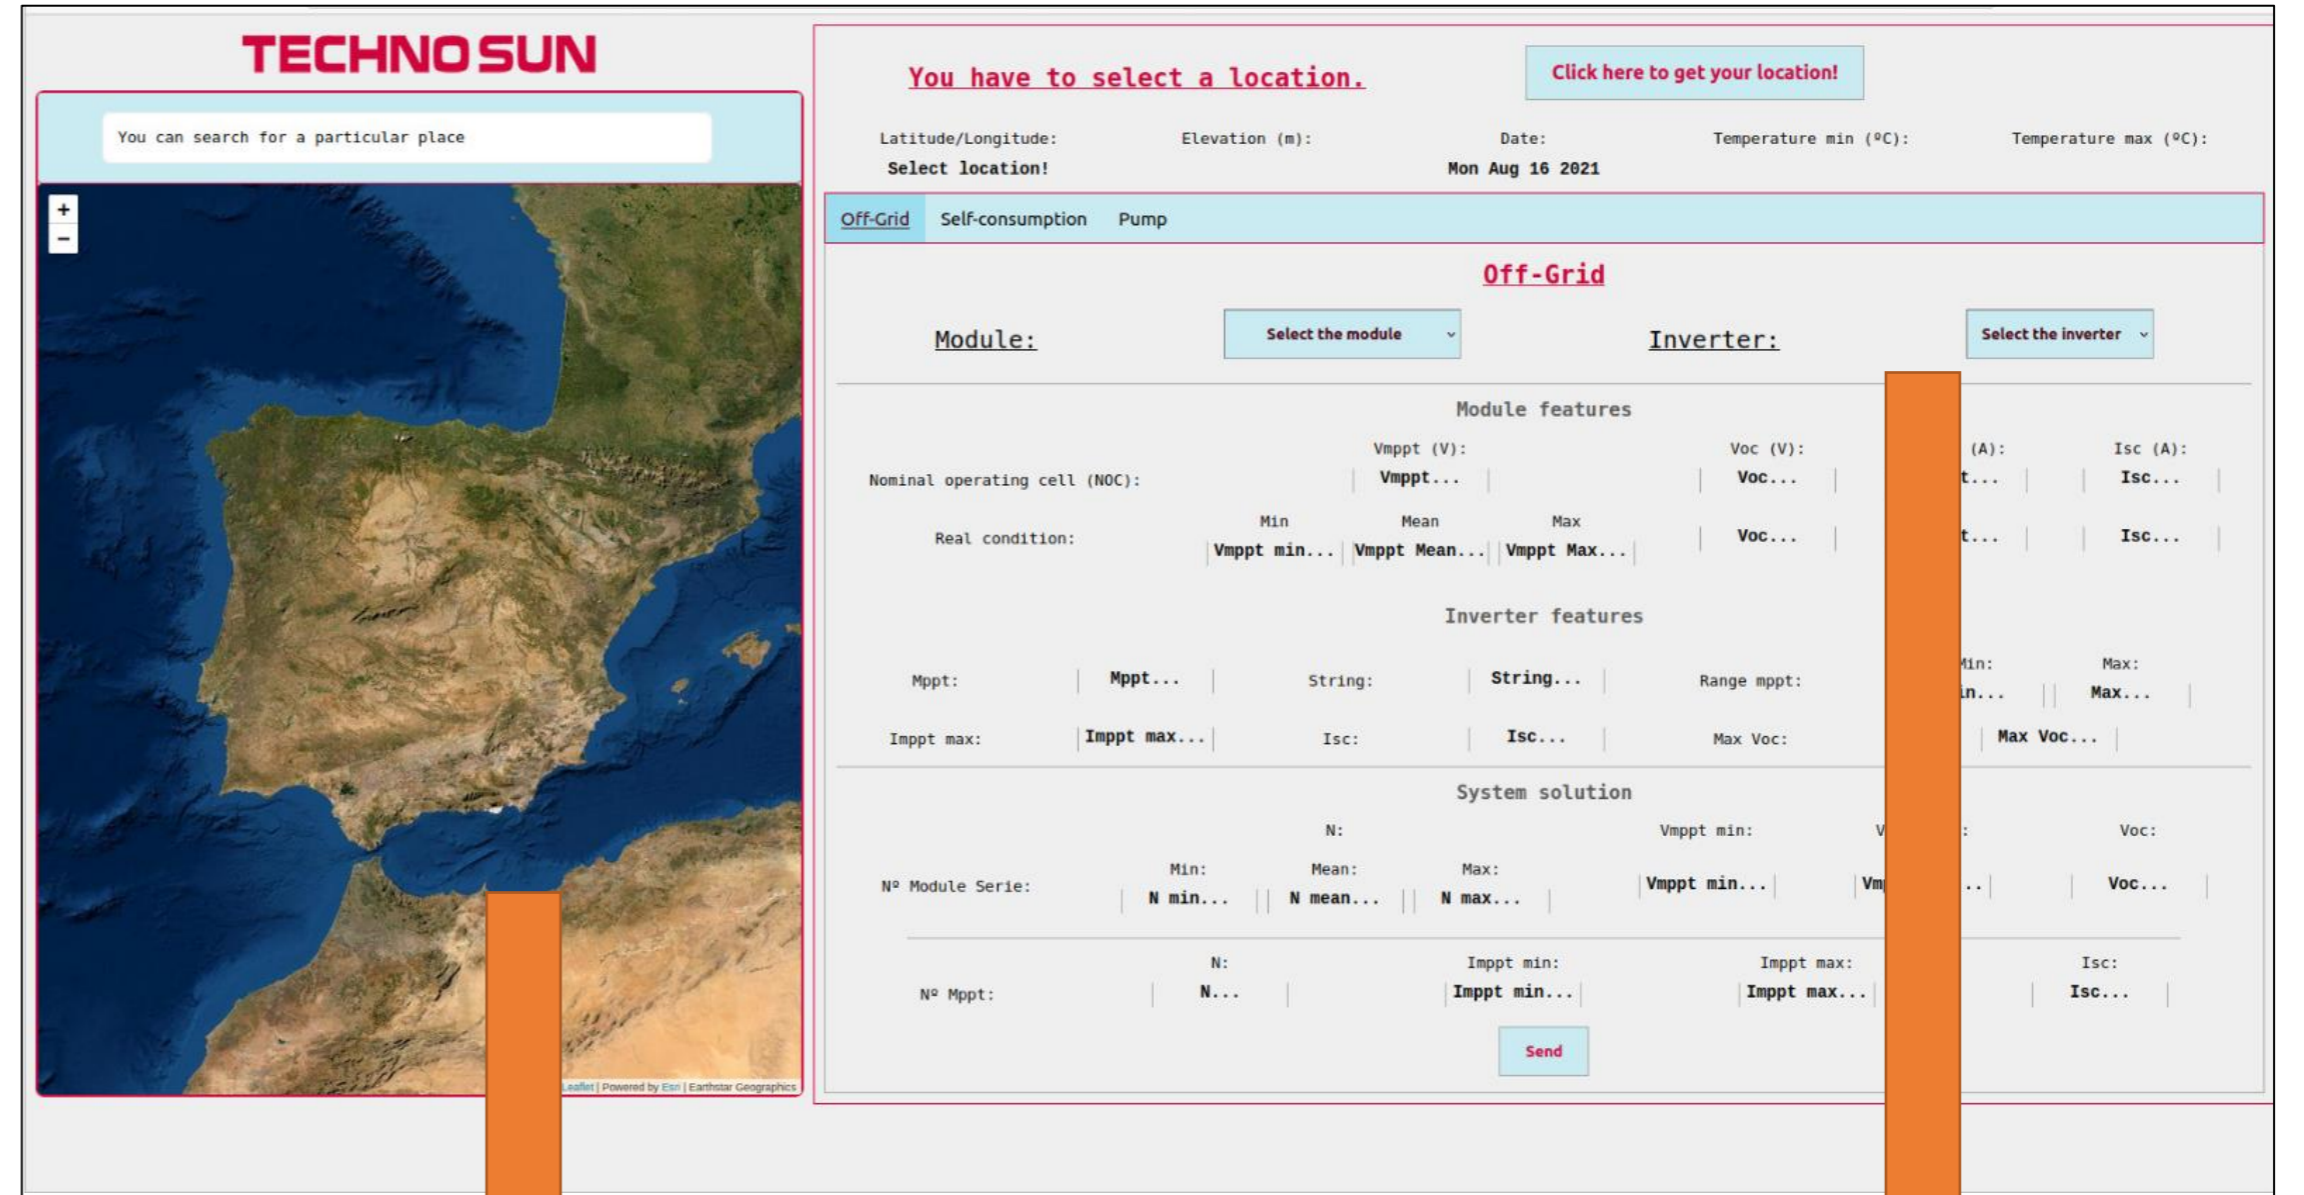 TECHNO SUN
You can search for a particular place
+
−
Leaflet | Powered by Esri | Earthstar Geographics
You have to select a location.
Click here to get your location!
Latitude/Longitude: Elevation (m): Date: Temperature min (ºC): Temperature max (ºC):
Select location! Mon Aug 16 2021
Off-Grid Self-consumption Pump
Off-Grid
Module: Select the module Inverter: Select the inverter
Module features
Vmppt (V): Voc (V): (A): Isc (A):
Nominal operating cell (NOC): Vmppt... Voc... t... Isc...
Min Mean Max
Real condition: Vmppt min... Vmppt Mean... Vmppt Max... Voc... t... Isc...
Inverter features
Min: Max:
Mppt: Mppt... String: String... Range mppt: in... Max...
Imppt max: Imppt max... Isc: Isc... Max Voc: Max Voc...
System solution
N: Vmppt min: V : Voc:
Min: Mean: Max:
Nº Module Serie: N min... N mean... N max... Vmppt min... Vm .. Voc...
N: Imppt min: Imppt max: Isc:
Nº Mppt: N... Imppt min... Imppt max... Isc...
Send